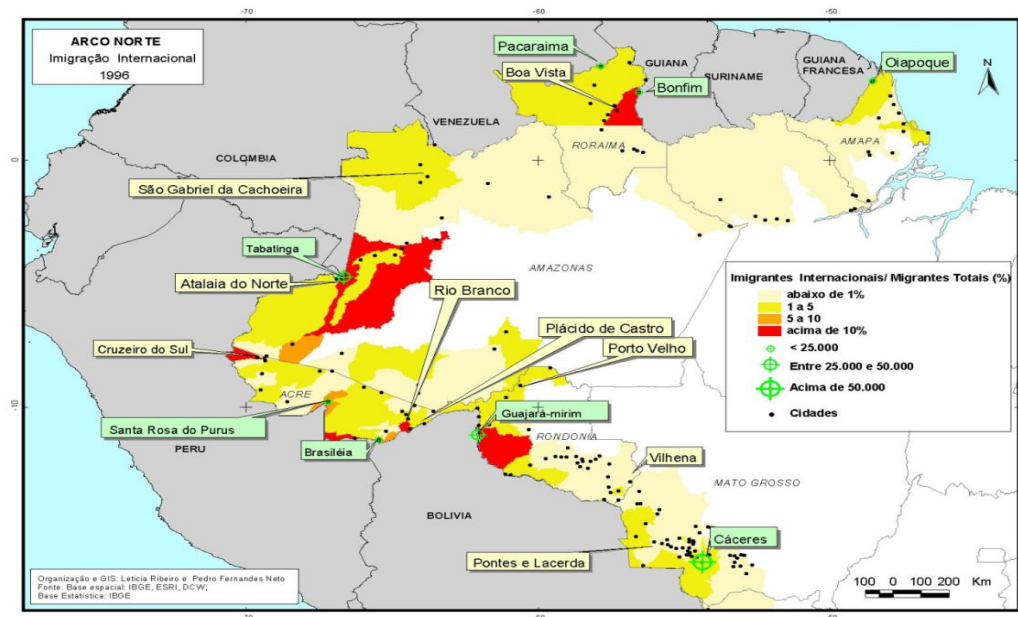 ARCO NORTE
Imigração Internacional
1996
-70
-60
-50
Pacaraima
Boa Vista
GUIANA
Bonfim
SURINAME
GUIANA
FRANCESA
Oiapoque
N
VENEZUELA
COLOMBIA
RORAIMA
AMAPA
0
São Gabriel da Cachoeira
Tabatinga
Atalaia do Norte
AMAZONAS
Rio Branco
Plácido de Castro
Porto Velho
Cruzeiro do Sul
ACRE
-10
Santa Rosa do Purus
PERU
Brasiléia
Guajará-mirim
RONDONIA
Vilhena
MATO GROSSO
BOLIVIA
Cáceres
Pontes e Lacerda
Imigrantes Internacionais/ Migrantes Totais (%)
abaixo de 1%
1 a 5
5 a 10
acima de 10%
< 25.000
Entre 25.000 e 50.000
Acima de 50.000
Cidades
Organização e GIS: Leticia Ribeiro e Pedro Fernandes Neto
Fonte: Base espacial: IBGE, ESRI, DCW;
Base Estatística: IBGE
100 0 100 200 Km
-70
-60
-50